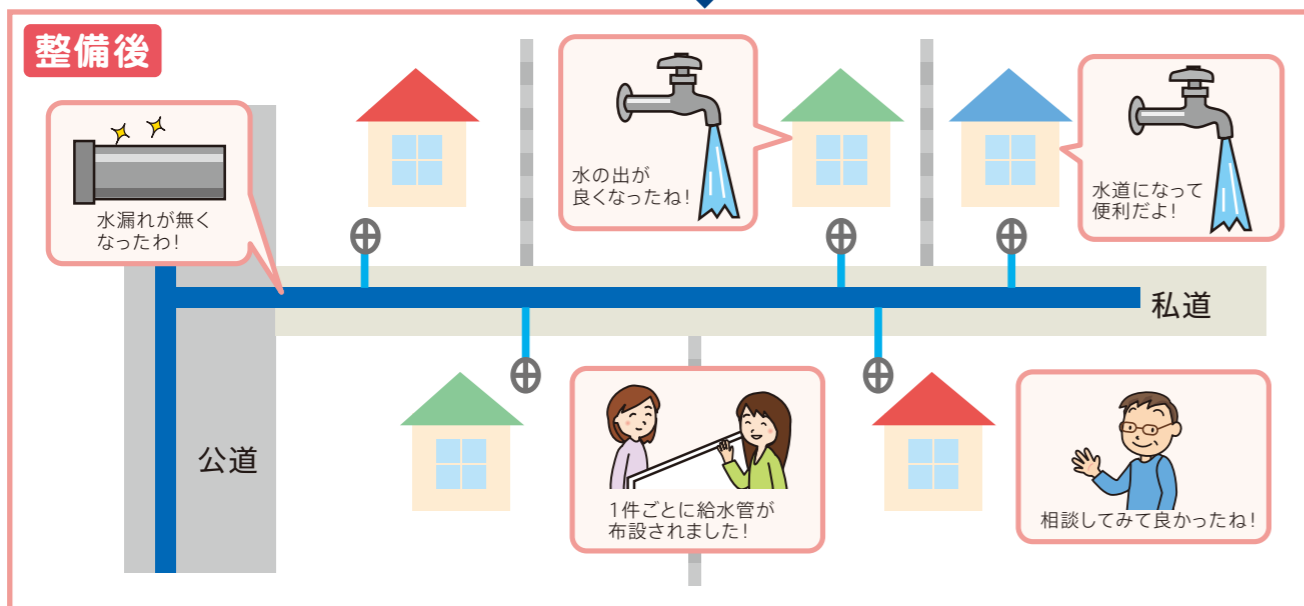 整備後
水漏れが無く
なったわ!
水の出が
良くなったね!
水道になって
便利だよ!
私道
公道
1件ごとに給水管が
布設されました!
相談してみて良かったね!